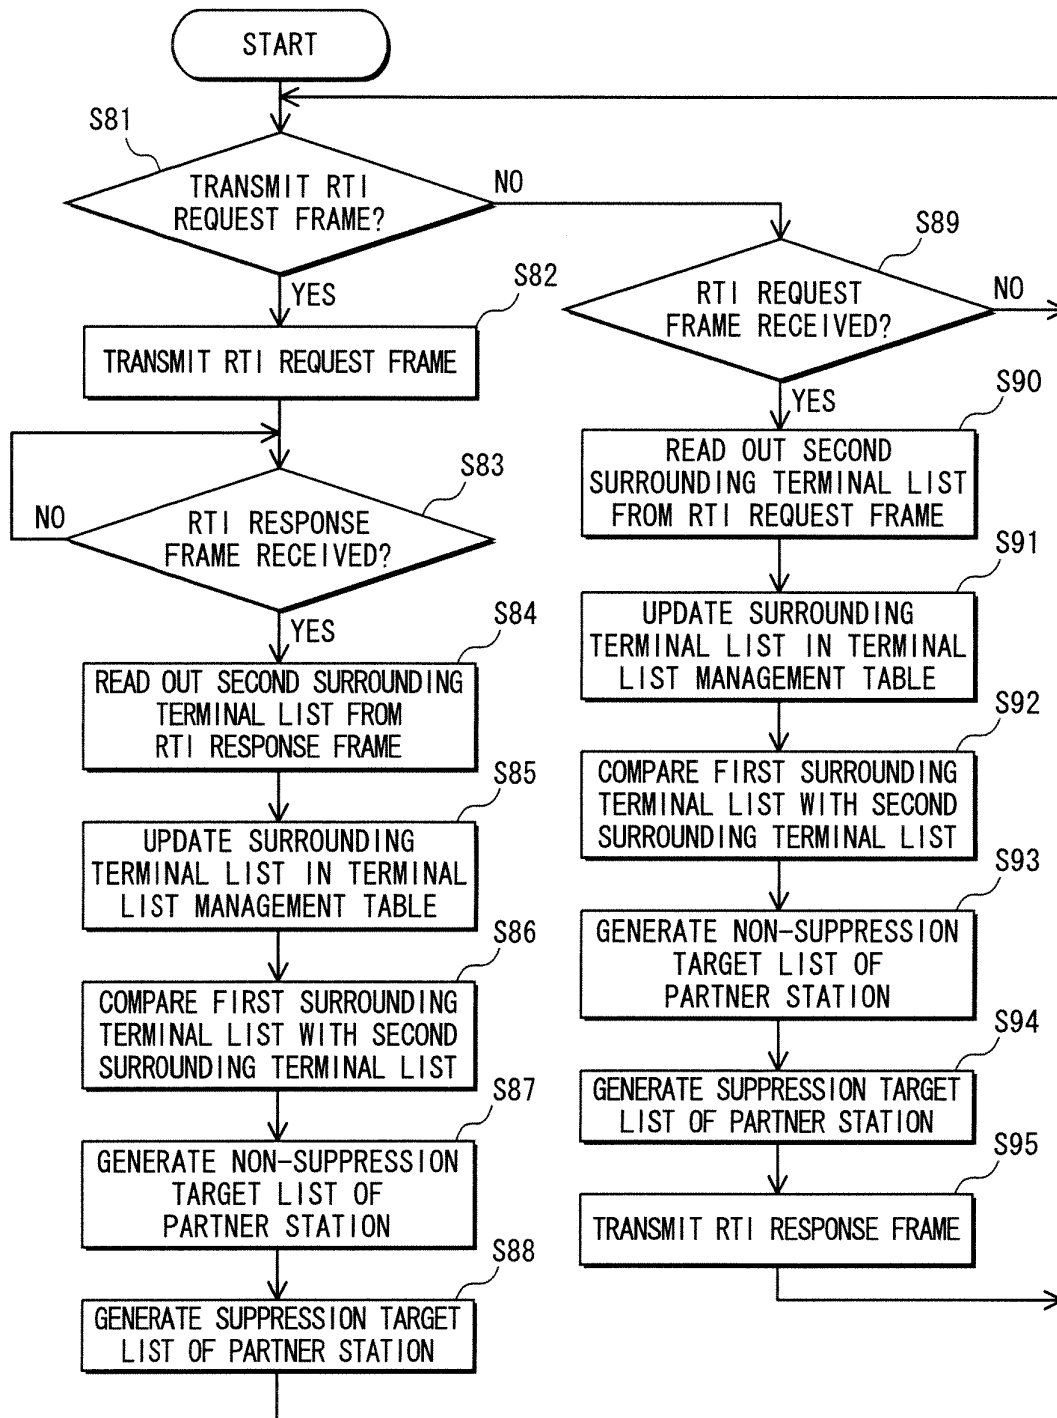 START
S81
TRANSMIT RTI
REQUEST FRAME?
NO
YES
S82
TRANSMIT RTI REQUEST FRAME
S83
RTI RESPONSE
FRAME RECEIVED?
NO
YES
S84
READ OUT SECOND SURROUNDING
TERMINAL LIST FROM
RTI RESPONSE FRAME
S85
UPDATE SURROUNDING
TERMINAL LIST IN TERMINAL
LIST MANAGEMENT TABLE
S86
COMPARE FIRST SURROUNDING
TERMINAL LIST WITH SECOND
SURROUNDING TERMINAL LIST
S87
GENERATE NON-SUPPRESSION
TARGET LIST OF
PARTNER STATION
S88
GENERATE SUPPRESSION TARGET
LIST OF PARTNER STATION
S89
RTI REQUEST
FRAME RECEIVED?
NO
YES
S90
READ OUT SECOND
SURROUNDING TERMINAL LIST
FROM RTI REQUEST FRAME
S91
UPDATE SURROUNDING
TERMINAL LIST IN TERMINAL
LIST MANAGEMENT TABLE
S92
COMPARE FIRST SURROUNDING
TERMINAL LIST WITH SECOND
SURROUNDING TERMINAL LIST
S93
GENERATE NON-SUPPRESSION
TARGET LIST OF
PARTNER STATION
S94
GENERATE SUPPRESSION TARGET
LIST OF PARTNER STATION
S95
TRANSMIT RTI RESPONSE FRAME